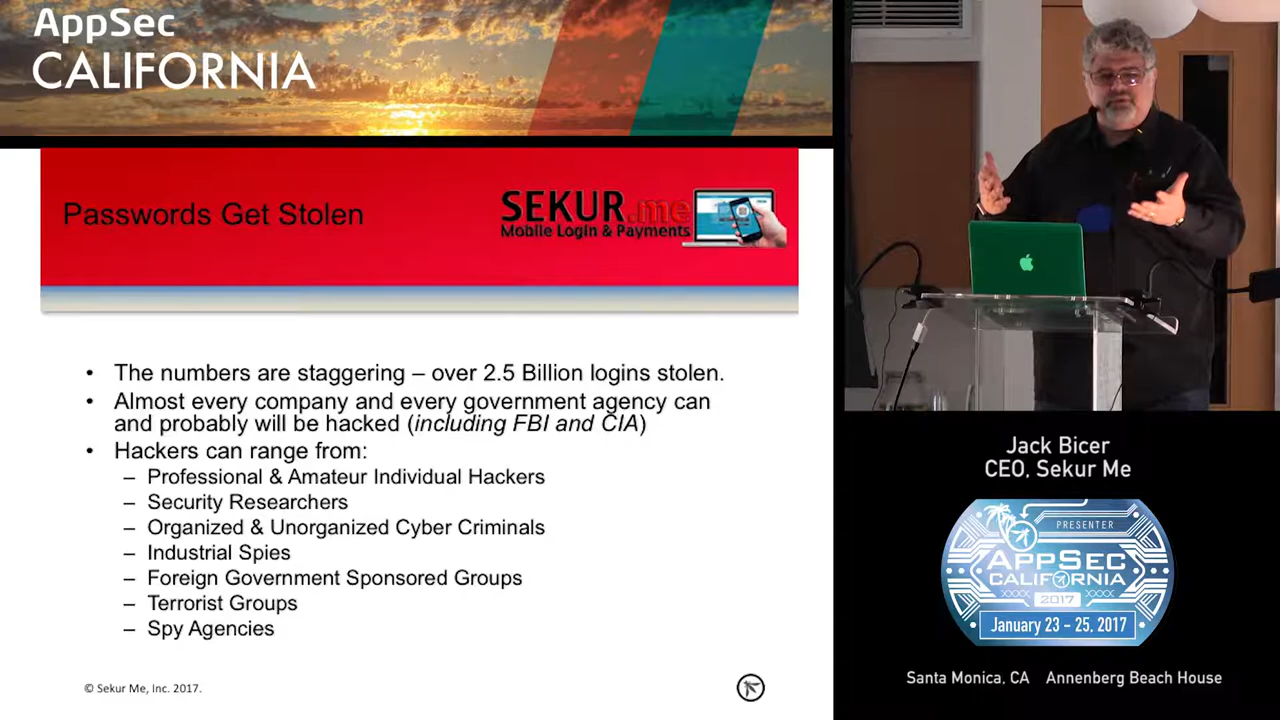 AppSec
CALIFORNIA
Passwords Get Stolen
SEKUR.me
Mobile Login & Payments
• The numbers are staggering – over 2.5 Billion logins stolen.
• Almost every company and every government agency can
and probably will be hacked (including FBI and CIA)
• Hackers can range from:
– Professional & Amateur Individual Hackers
– Security Researchers
– Organized & Unorganized Cyber Criminals
– Industrial Spies
– Foreign Government Sponsored Groups
– Terrorist Groups
– Spy Agencies
© Sekur Me, Inc. 2017.
Jack Bicer
CEO, Sekur Me
PRESENTER
APPSEC
CALIFORNIA
2017
January 23 – 25, 2017
Santa Monica, CA Annenberg Beach House